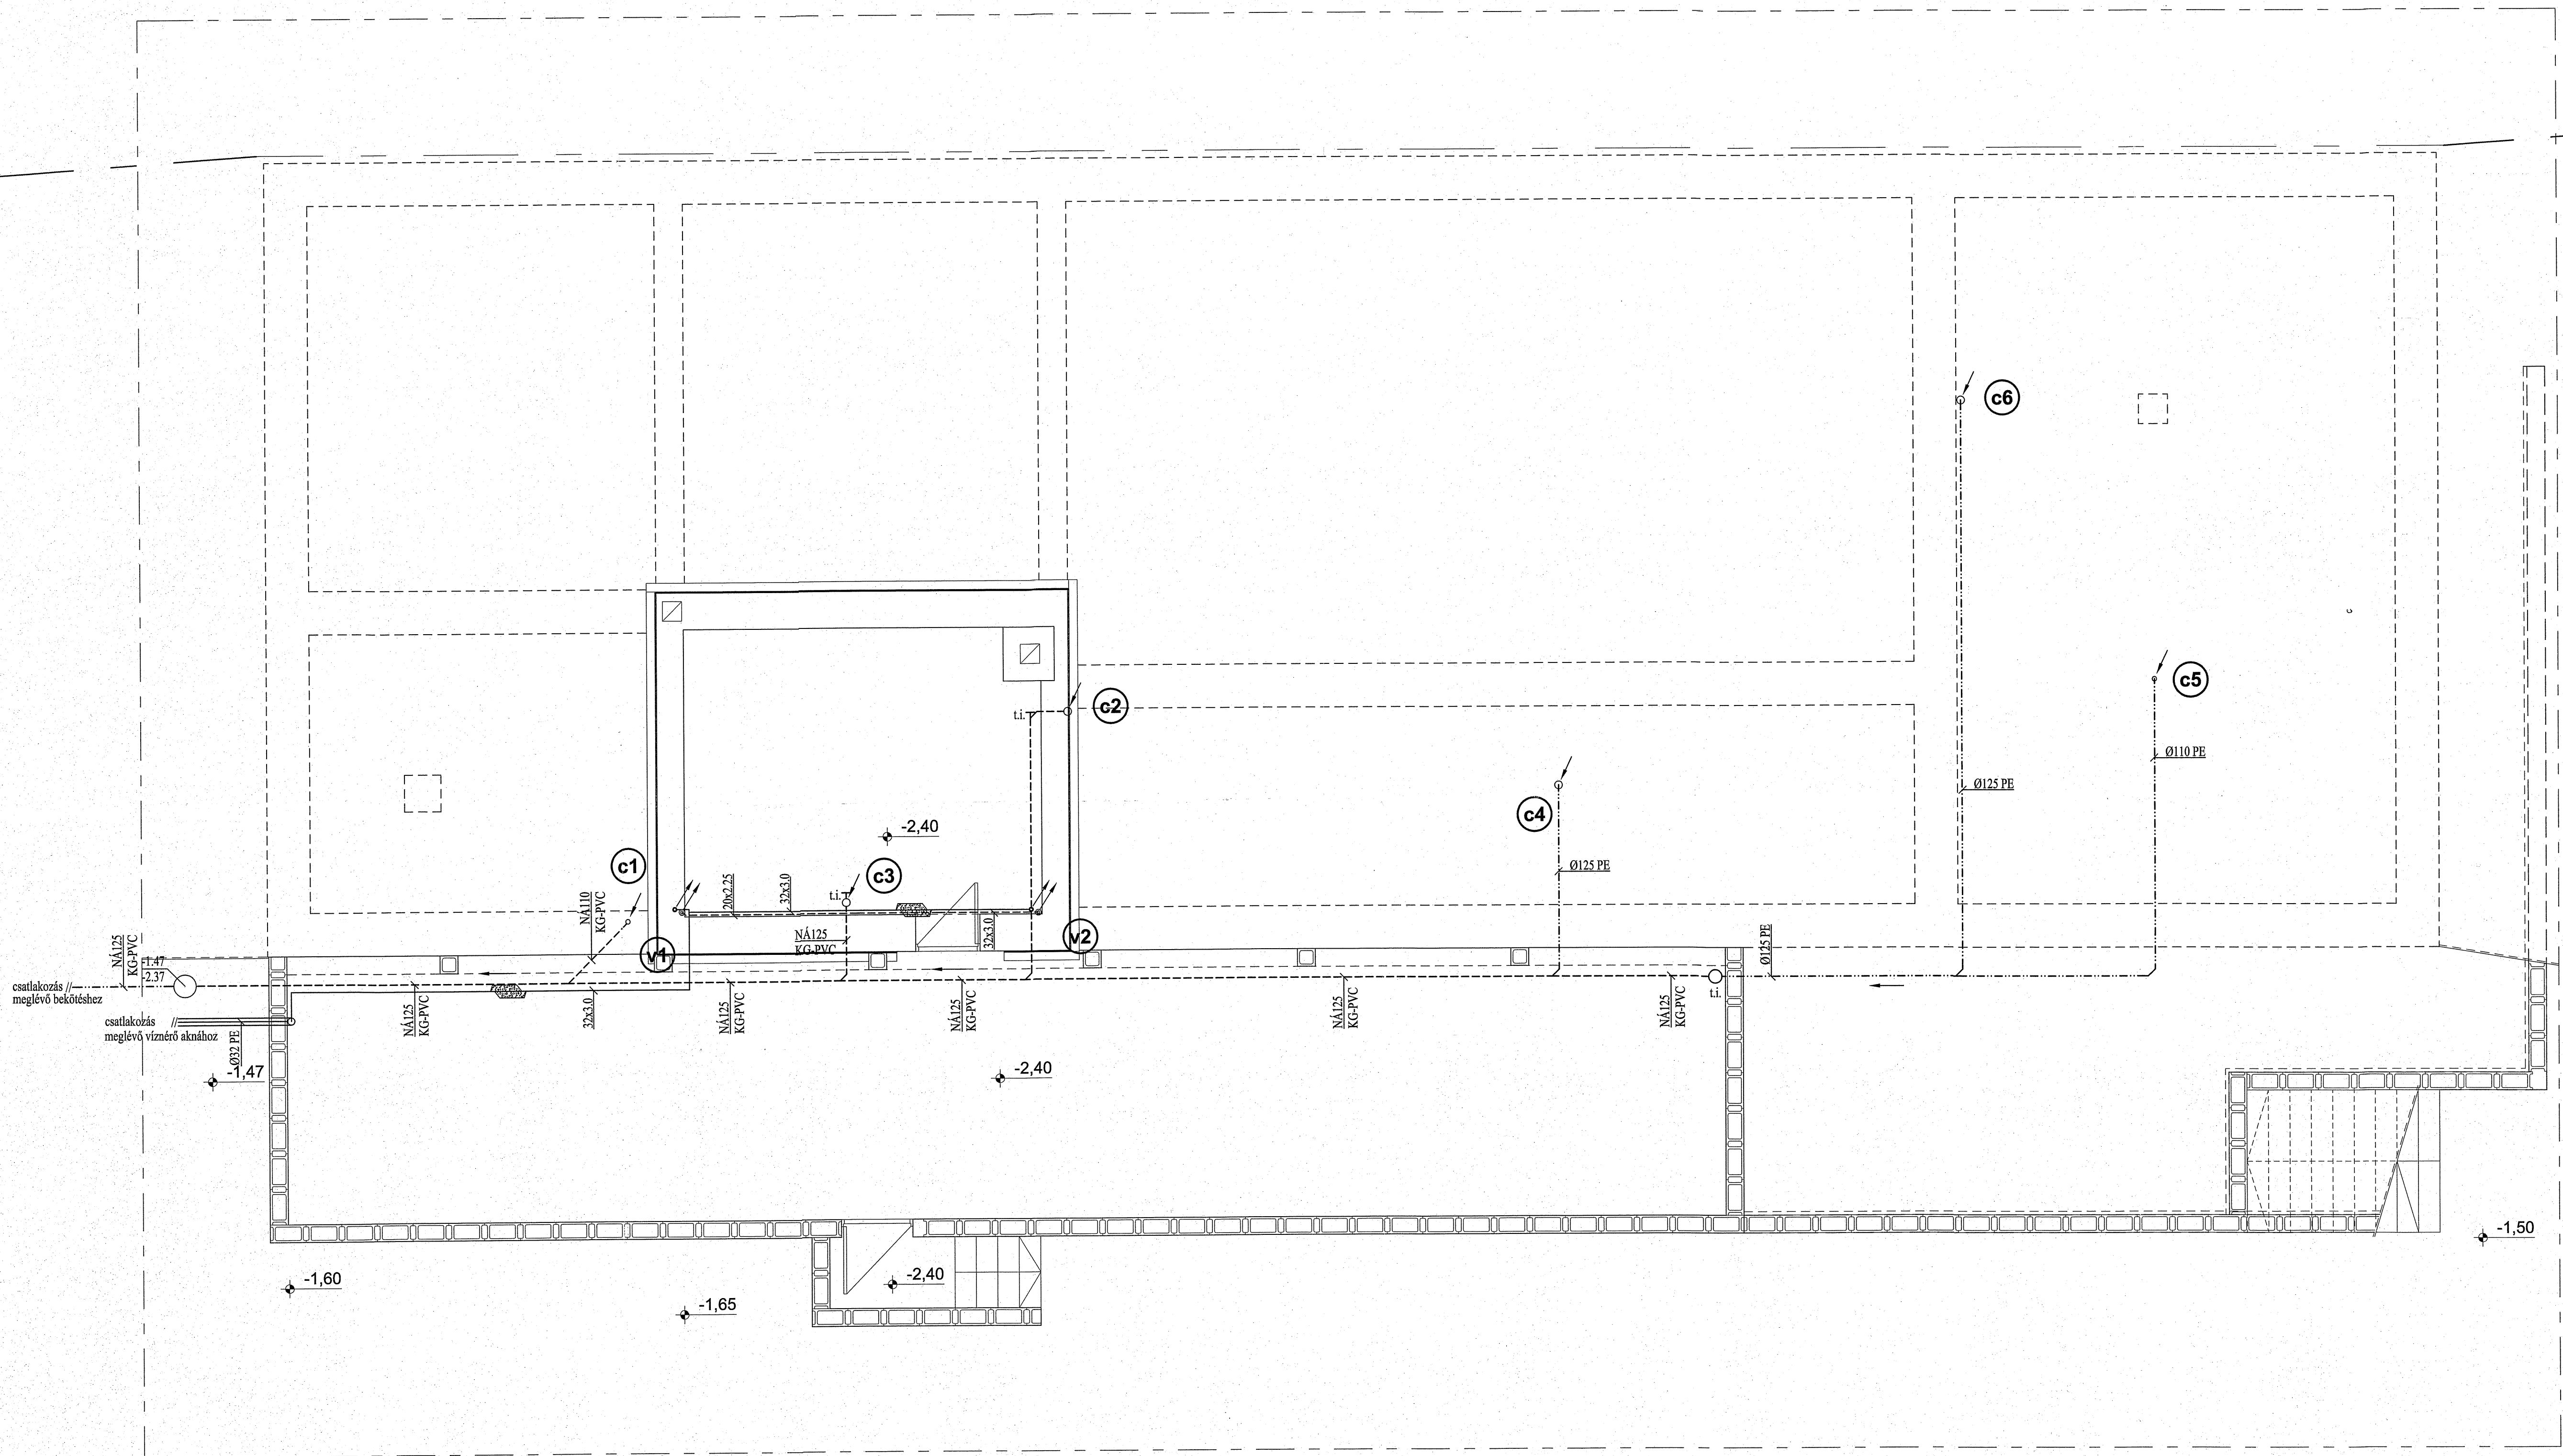 c6
c5
Ø110 PE
c2
t.i.
Ø125 PE
c4
-2,40
Ø125 PE
c1
c3
t.i.
20x2.25
32x3.0
NÁ110
KG-PVC
NÁ125
KG-PVC
32x3.0
v1
v2
Ø125 PE
NÁ125
KG-PVC
-1.47
-2.37
csatlakozás //
meglévő bekötéshez
csatlakozás //
meglévő víznérő aknához
Ø32 PE
NÁ125
KG-PVC
32x3.0
NÁ125
KG-PVC
NÁ125
KG-PVC
NÁ125
KG-PVC
NÁ125
KG-PVC
t.i.
-1,47
-2,40
-1,50
-1,60
-2,40
-1,65